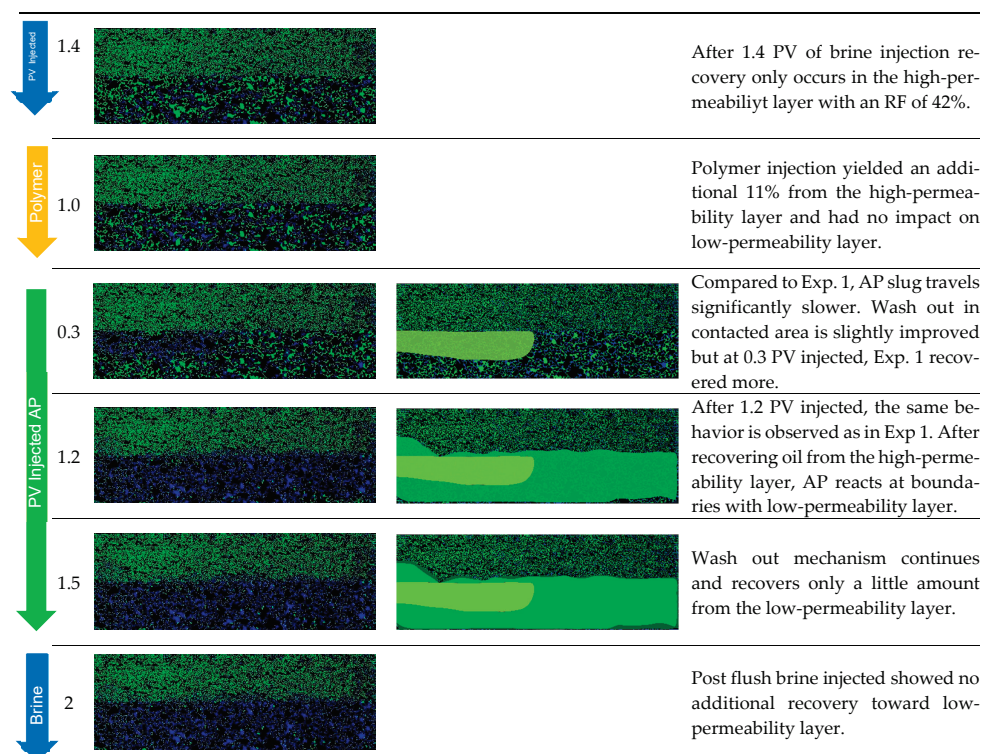 PV Injected
1.4
After 1.4 PV of brine injection re-
covery only occurs in the high-per-
meabiliyt layer with an RF of 42%.
Polymer
1.0
Polymer injection yielded an addi-
tional 11% from the high-permea-
bility layer and had no impact on
low-permeability layer.
PV Injected AP
0.3
Compared to Exp. 1, AP slug travels
significantly slower. Wash out in
contacted area is slightly improved
but at 0.3 PV injected, Exp. 1 recov-
ered more.
1.2
After 1.2 PV injected, the same be-
havior is observed as in Exp 1. After
recovering oil from the high-perme-
ability layer, AP reacts at bounda-
ries with low-permeability layer.
1.5
Wash out mechanism continues
and recovers only a little amount
from the low-permeability layer.
Brine
2
Post flush brine injected showed no
additional recovery toward low-
permeability layer.